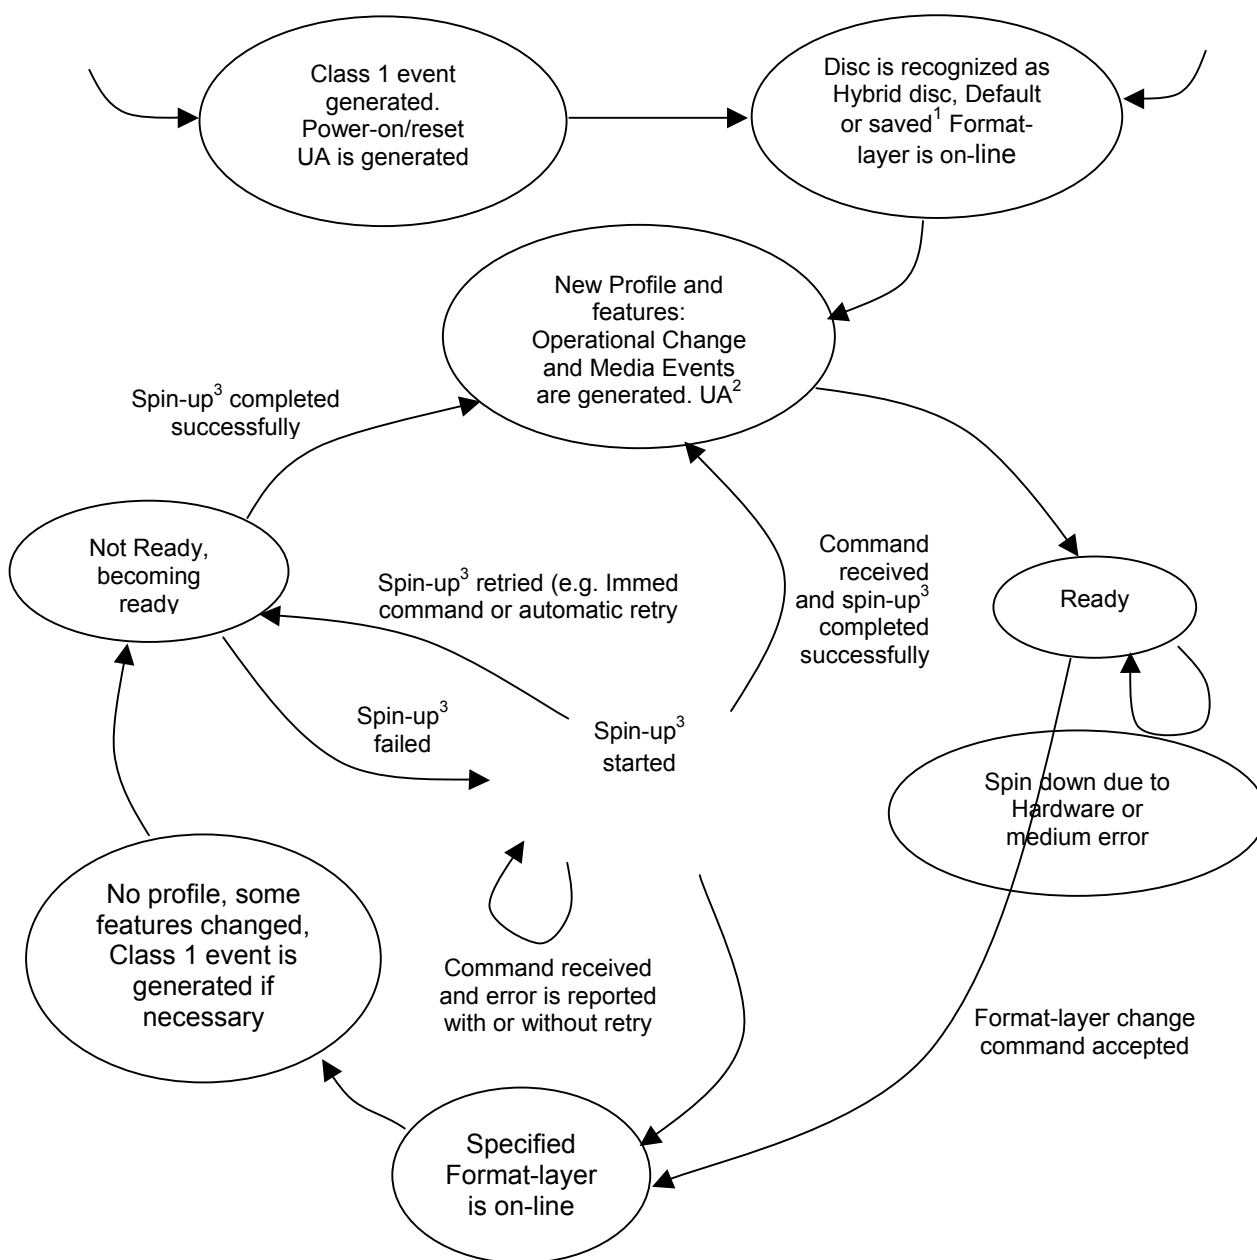 Class 1 event
generated.
Power-on/reset
UA is generated
Disc is recognized as
Hybrid disc, Default
or saved¹ Format-
layer is on-line
New Profile and
features:
Operational Change
and Media Events
are generated. UA²
Spin-up³ completed
successfully
Not Ready,
becoming
ready
Spin-up³ retried (e.g. Immed
command or automatic retry
Command
received
and spin-up³
completed
successfully
Ready
Spin-up³
failed
Spin-up³
started
Spin down due to
Hardware or
medium error
No profile, some
features changed,
Class 1 event is
generated if
necessary
Command received
and error is reported
with or without retry
Format-layer change
command accepted
Specified
Format-layer
is on-line